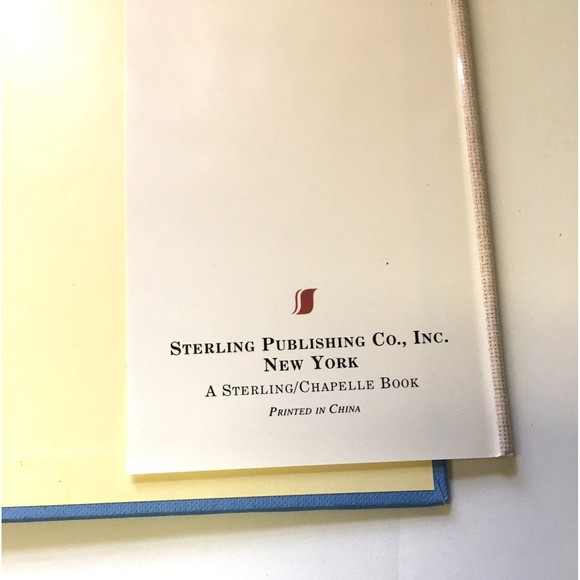 STERLING PUBLISHING CO., INC.
NEW YORK
A STERLING/CHAPELLE BOOK
PRINTED IN CHINA